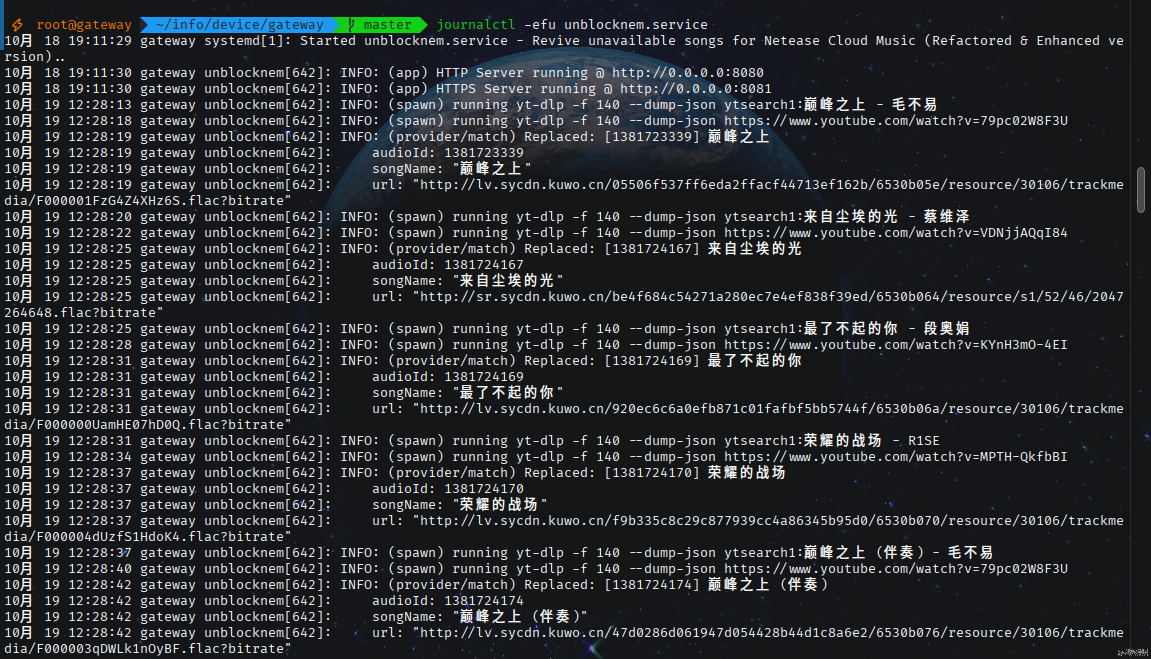 root@gateway ~/info/device/gateway master journalctl -efu unblocknem.service
10月 18 19:11:29 gateway systemd[1]: Started unblocknem.service - Revive unavailable songs for Netease Cloud Music (Refactored & Enhanced ve
rsion)..
10月 18 19:11:30 gateway unblocknem[642]: INFO: (app) HTTP Server running @ http://0.0.0.0:8080
10月 18 19:11:30 gateway unblocknem[642]: INFO: (app) HTTPS Server running @ http://0.0.0.0:8081
10月 19 12:28:13 gateway unblocknem[642]: INFO: (spawn) running yt-dlp -f 140 --dump-json ytsearch1:巅峰之上 - 毛不易
10月 19 12:28:18 gateway unblocknem[642]: INFO: (spawn) running yt-dlp -f 140 --dump-json https://www.youtube.com/watch?v=79pc02W8F3U
10月 19 12:28:19 gateway unblocknem[642]: INFO: (provider/match) Replaced: [1381723339] 巅峰之上
10月 19 12:28:19 gateway unblocknem[642]: audioId: 1381723339
10月 19 12:28:19 gateway unblocknem[642]: songName: "巅峰之上"
10月 19 12:28:19 gateway unblocknem[642]: url: "http://lv.sycdn.kuwo.cn/05506f537ff6eda2ffacf44713ef162b/6530b05e/resource/30106/trackme
dia/F000001FzG4Z4XHz6S.flac?bitrate"
10月 19 12:28:20 gateway unblocknem[642]: INFO: (spawn) running yt-dlp -f 140 --dump-json ytsearch1:来自尘埃的光 - 蔡维泽
10月 19 12:28:22 gateway unblocknem[642]: INFO: (spawn) running yt-dlp -f 140 --dump-json https://www.youtube.com/watch?v=VDNjjAQqI84
10月 19 12:28:25 gateway unblocknem[642]: INFO: (provider/match) Replaced: [1381724167] 来自尘埃的光
10月 19 12:28:25 gateway unblocknem[642]: audioId: 1381724167
10月 19 12:28:25 gateway unblocknem[642]: songName: "来自尘埃的光"
10月 19 12:28:25 gateway unblocknem[642]: url: "http://sr.sycdn.kuwo.cn/be4f684c54271a280ec7e4ef838f39ed/6530b064/resource/s1/52/46/2047
264648.flac?bitrate"
10月 19 12:28:25 gateway unblocknem[642]: INFO: (spawn) running yt-dlp -f 140 --dump-json ytsearch1:最了不起的你 - 段奥娟
10月 19 12:28:28 gateway unblocknem[642]: INFO: (spawn) running yt-dlp -f 140 --dump-json https://www.youtube.com/watch?v=KYnH3mO-4EI
10月 19 12:28:31 gateway unblocknem[642]: INFO: (provider/match) Replaced: [1381724169] 最了不起的你
10月 19 12:28:31 gateway unblocknem[642]: audioId: 1381724169
10月 19 12:28:31 gateway unblocknem[642]: songName: "最了不起的你"
10月 19 12:28:31 gateway unblocknem[642]: url: "http://lv.sycdn.kuwo.cn/920ec6c6a0efb871c01fafbf5bb5744f/6530b06a/resource/30106/trackme
dia/F000000UamHE07hD0Q.flac?bitrate"
10月 19 12:28:31 gateway unblocknem[642]: INFO: (spawn) running yt-dlp -f 140 --dump-json ytsearch1:荣耀的战场 - R1SE
10月 19 12:28:34 gateway unblocknem[642]: INFO: (spawn) running yt-dlp -f 140 --dump-json https://www.youtube.com/watch?v=MPTH-QkfbBI
10月 19 12:28:37 gateway unblocknem[642]: INFO: (provider/match) Replaced: [1381724170] 荣耀的战场
10月 19 12:28:37 gateway unblocknem[642]: audioId: 1381724170
10月 19 12:28:37 gateway unblocknem[642]: songName: "荣耀的战场"
10月 19 12:28:37 gateway unblocknem[642]: url: "http://lv.sycdn.kuwo.cn/f9b335c8c29c877939cc4a86345b95d0/6530b070/resource/30106/trackme
dia/F000004dUzfS1HdoK4.flac?bitrate"
10月 19 12:28:37 gateway unblocknem[642]: INFO: (spawn) running yt-dlp -f 140 --dump-json ytsearch1:巅峰之上 (伴奏) - 毛不易
10月 19 12:28:40 gateway unblocknem[642]: INFO: (spawn) running yt-dlp -f 140 --dump-json https://www.youtube.com/watch?v=79pc02W8F3U
10月 19 12:28:42 gateway unblocknem[642]: INFO: (provider/match) Replaced: [1381724174] 巅峰之上 (伴奏)
10月 19 12:28:42 gateway unblocknem[642]: audioId: 1381724174
10月 19 12:28:42 gateway unblocknem[642]: songName: "巅峰之上 (伴奏)"
10月 19 12:28:42 gateway unblocknem[642]: url: "http://lv.sycdn.kuwo.cn/47d0286d061947d054428b44d1c8a6e2/6530b076/resource/30106/trackme
dia/F000003qDWLk1nOyBF.flac?bitrate"